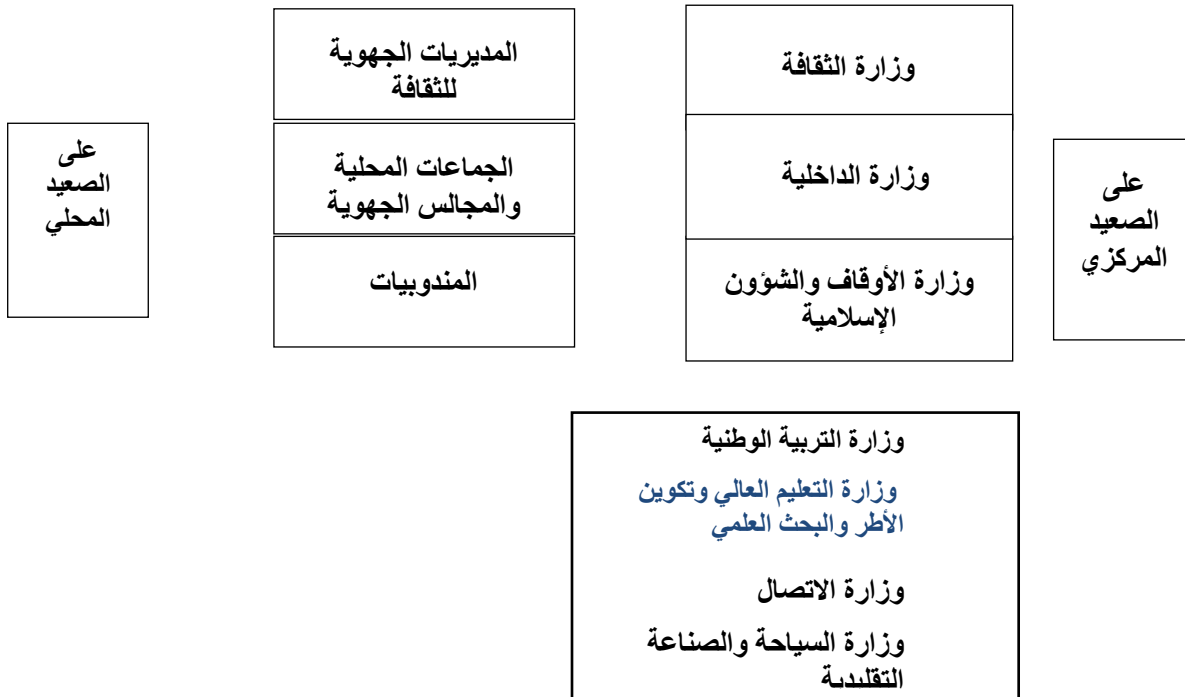 على
الصعيد
المركزي
وزارة الثقافة
وزارة الداخلية
وزارة الأوقاف والشؤون
الإسلامية
المديريات الجهوية
للثقافة
الجماعات المحلية
والمجالس الجهوية
المندوبيات
على
الصعيد
المحلي
وزارة التربية الوطنية
وزارة التعليم العالي وتكوين
الأطر والبحث العلمي
وزارة الاتصال
وزارة السياحة والصناعة
التقليدية